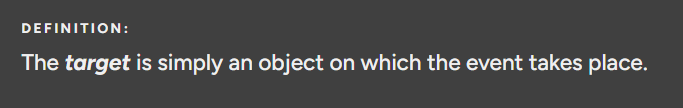 DEFINITION:
The target is simply an object on which the event takes place.